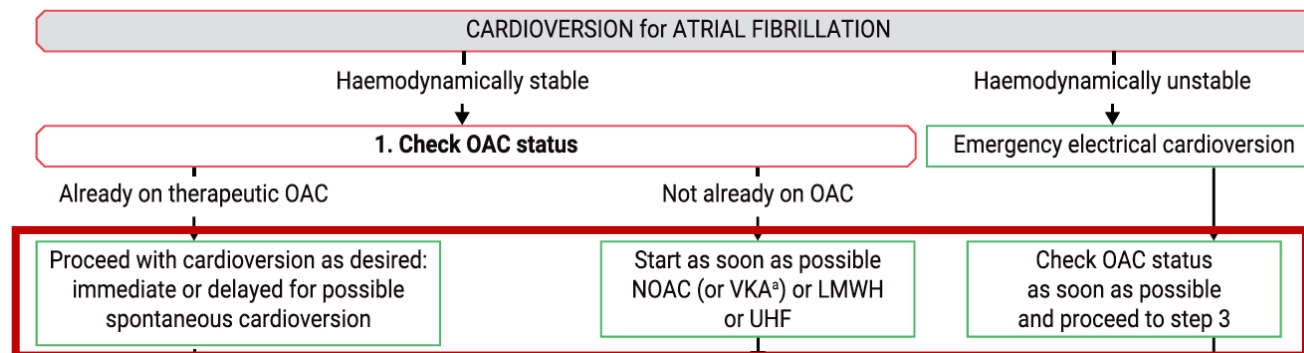 CARDIOVERSION for ATRIAL FIBRILLATION
Haemodynamically stable
Haemodynamically unstable
1. Check OAC status
Emergency electrical cardioversion
Already on therapeutic OAC
Not already on OAC
Proceed with cardioversion as desired:
immediate or delayed for possible
spontaneous cardioversion
Start as soon as possible
NOAC (or VKAᵃ) or LMWH
or UHF
Check OAC status
as soon as possible
and proceed to step 3